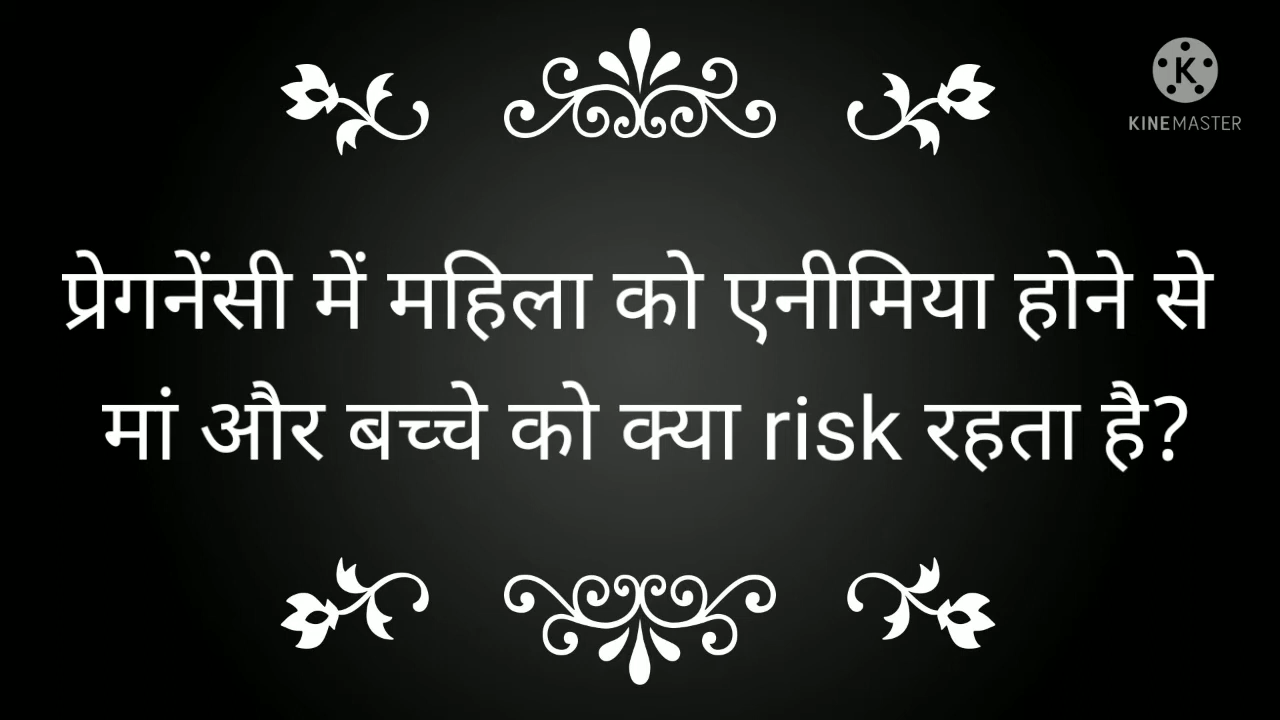 K
KINEMASTER
प्रेगनेंसी में महिला को एनीमिया होने से
मां और बच्चे को क्या risk रहता है?